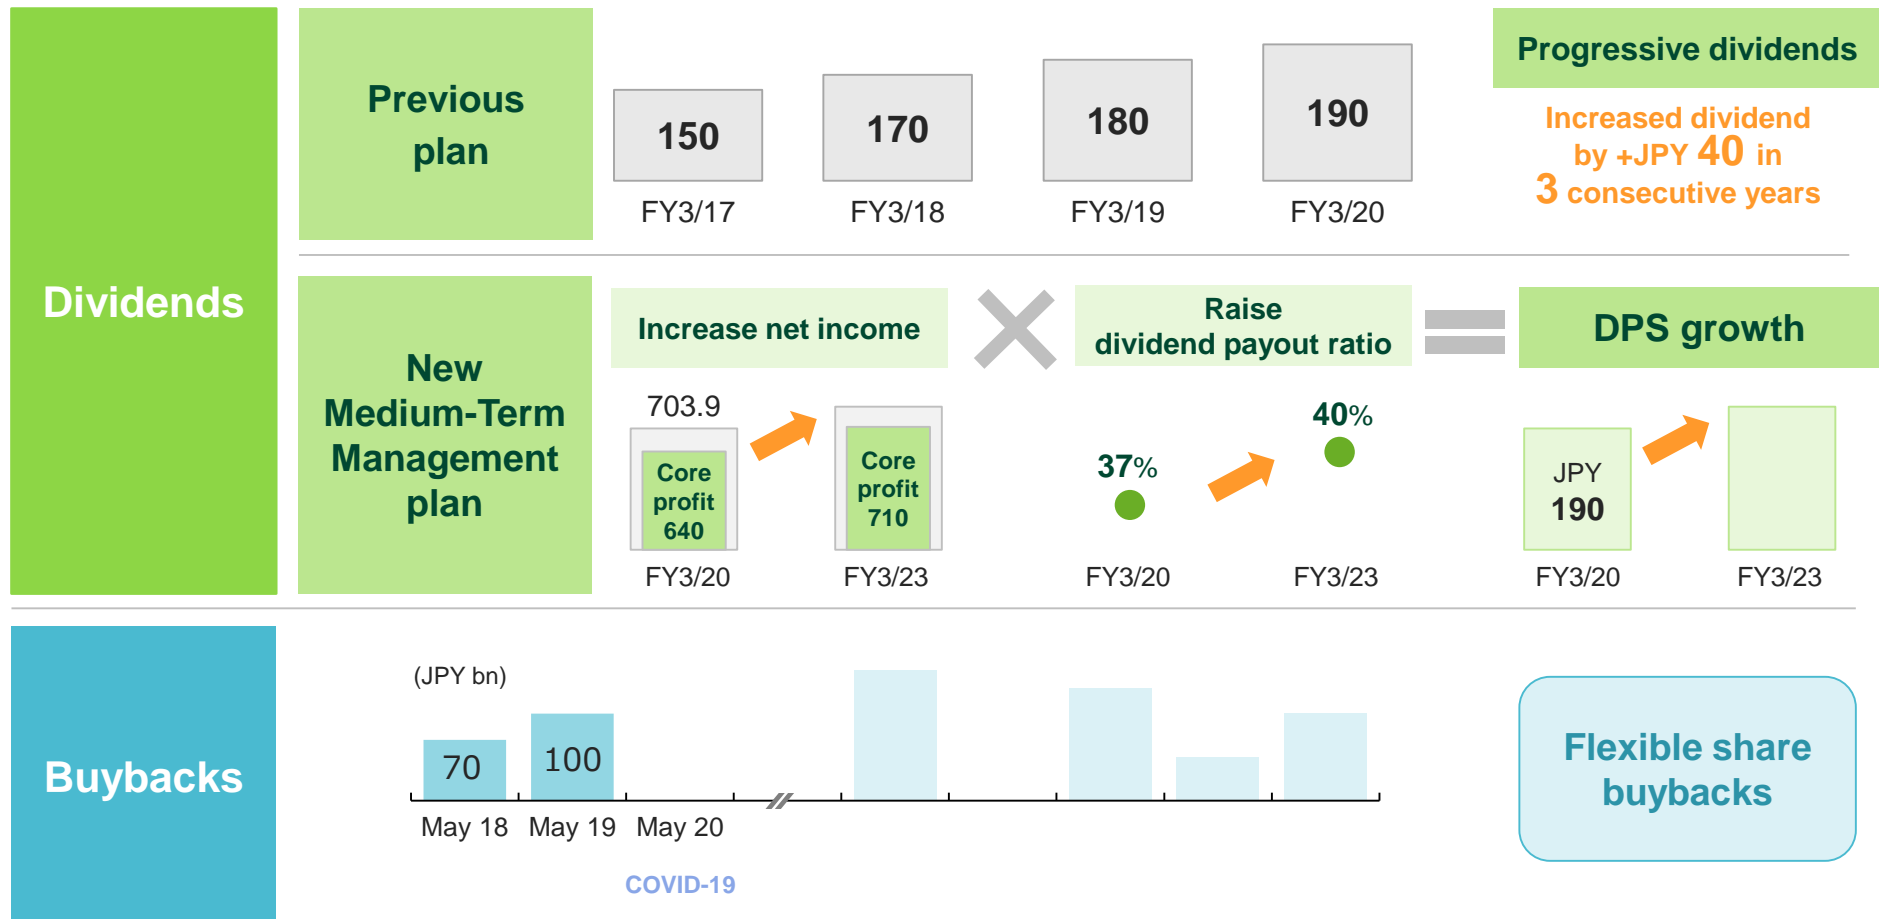 Dividends
Previous
plan
150
170
180
190
FY3/17
FY3/18
FY3/19
FY3/20
Progressive dividends
Increased dividend
by +JPY 40 in
3 consecutive years
New
Medium-Term
Management
plan
Increase net income
703.9
Core
profit
640
Core
profit
710
FY3/20
FY3/23
Raise
dividend payout ratio
37%
40%
FY3/20
FY3/23
DPS growth
JPY
190
FY3/20
FY3/23
Buybacks
(JPY bn)
70
100
May 18
May 19
May 20
COVID-19
Flexible share
buybacks